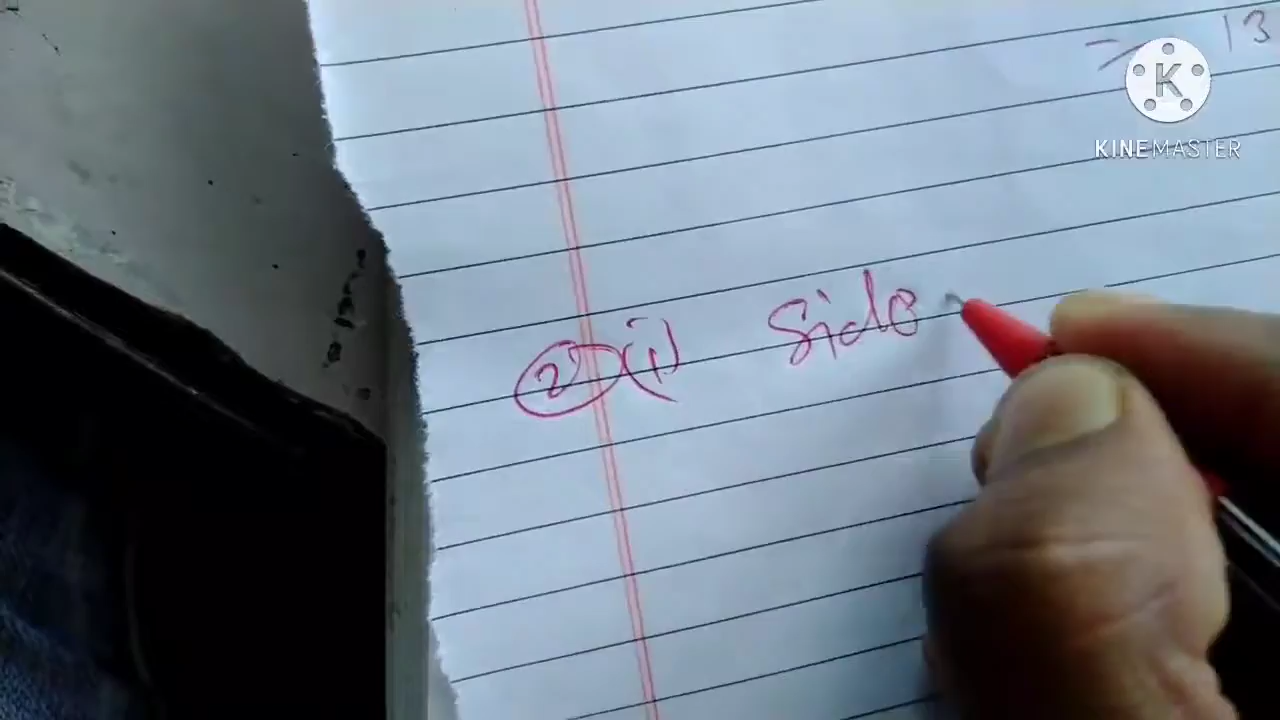 = 13
K
KINEMASTER
② (i) Side